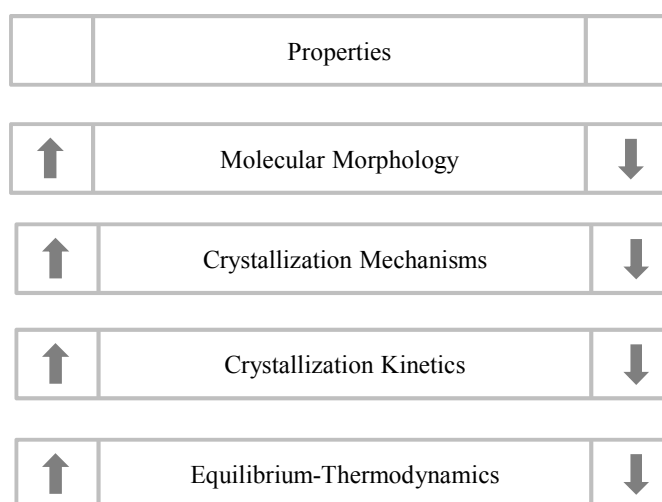 Properties
Molecular Morphology
Crystallization Mechanisms
Crystallization Kinetics
Equilibrium-Thermodynamics